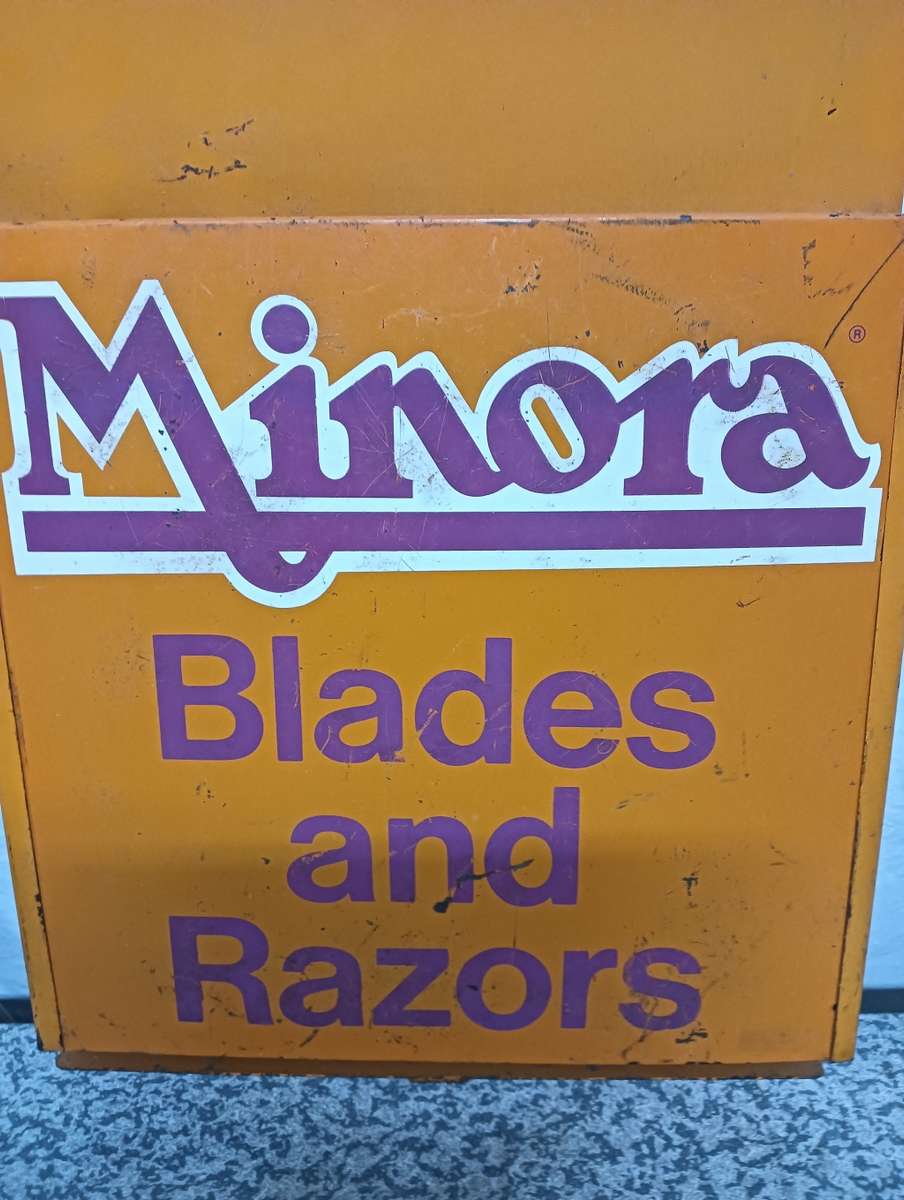 Minora ®
Blades
and
Razors